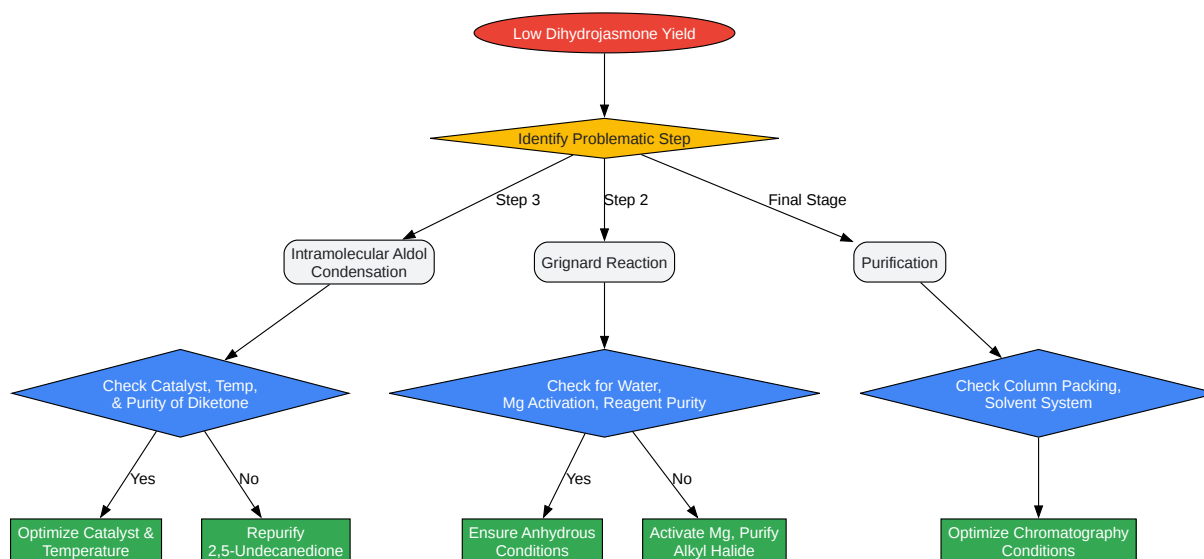 Low Dihydrojasmone Yield
Identify Problematic Step
Step 3
Step 2
Final Stage
Intramolecular Aldol
Condensation
Grignard Reaction
Purification
Check Catalyst, Temp,
& Purity of Diketone
Check for Water,
Mg Activation, Reagent Purity
Check Column Packing,
Solvent System
Yes
No
Yes
No
Optimize Catalyst &
Temperature
Repurify
2,5-Undecanedione
Ensure Anhydrous
Conditions
Activate Mg, Purify
Alkyl Halide
Optimize Chromatography
Conditions